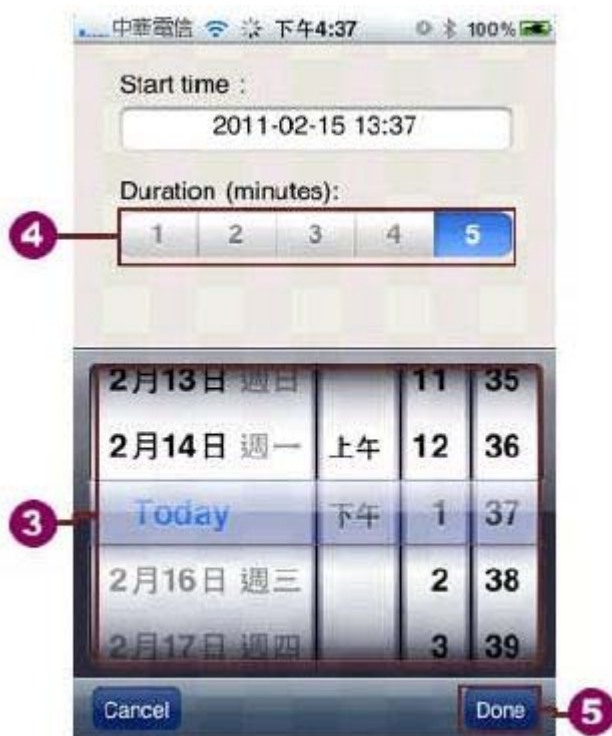 中華電信 下午4:37 100%
Start time :
2011-02-15 13:37
Duration (minutes):
4 1 2 3 4 5
2月13日 週日 11 35
2月14日 週一 上午 12 36
3 Today 下午 1 37
2月16日 週三 2 38
2月17日 週四 3 39
Cancel Done 5